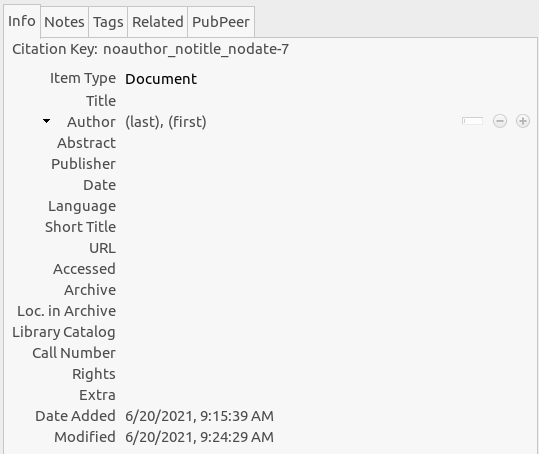 Info Notes Tags Related PubPeer
Citation Key: noauthor_notitle_nodate-7
Item Type Document
Title
Author (last), (first)
Abstract
Publisher
Date
Language
Short Title
URL
Accessed
Archive
Loc. in Archive
Library Catalog
Call Number
Rights
Extra
Date Added 6/20/2021, 9:15:39 AM
Modified 6/20/2021, 9:24:29 AM